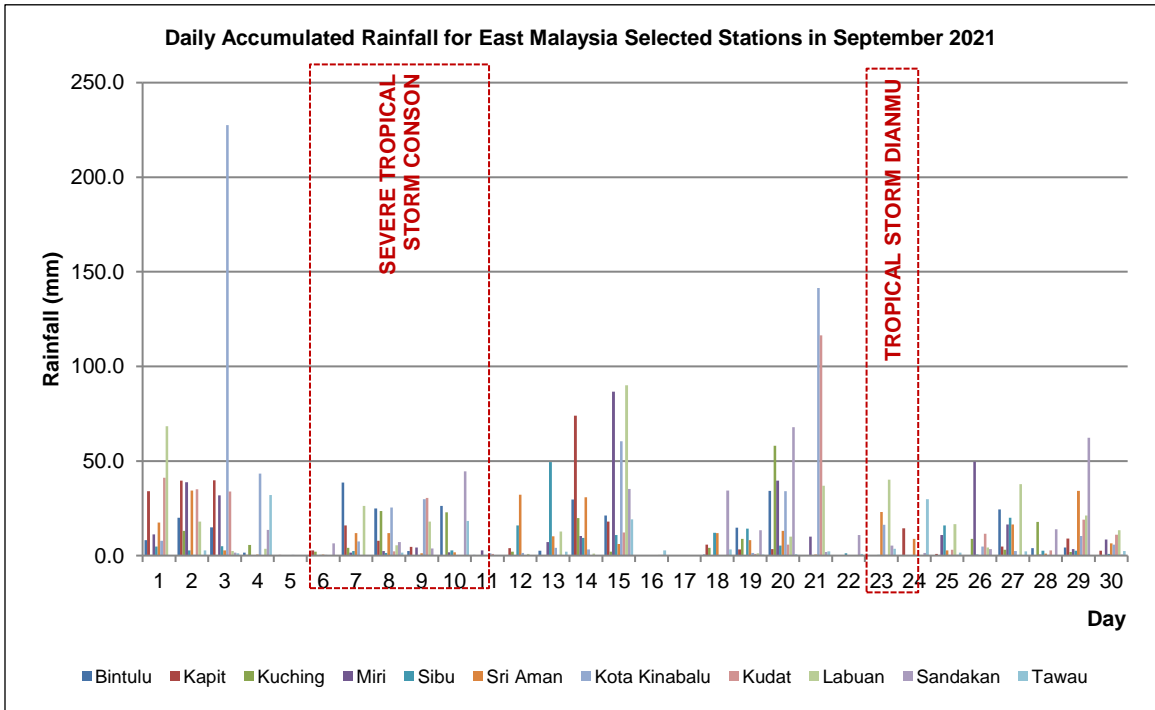 Daily Accumulated Rainfall for East Malaysia Selected Stations in September 2021
250.0
200.0
150.0
100.0
50.0
0.0
Rainfall (mm)
SEVERE TROPICAL
STORM CONSON
TROPICAL STORM DIANMU
1 2 3 4 5 6 7 8 9 10 11 12 13 14 15 16 17 18 19 20 21 22 23 24 25 26 27 28 29 30
Day
Bintulu Kapit Kuching Miri Sibu Sri Aman Kota Kinabalu Kudat Labuan Sandakan Tawau